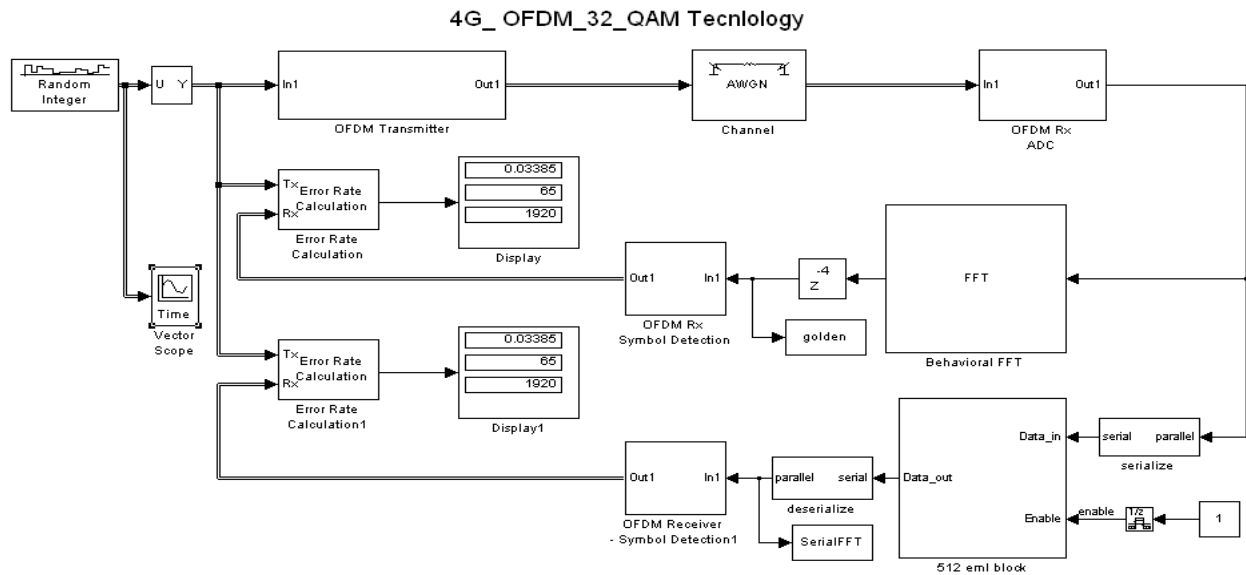 4G_ OFDM_32_QAM Tecnlology
Random
Integer
U Y
In1 Out1
OFDM Transmitter
AWGN
Channel
In1 Out1
OFDM Rx
ADC
Tx
Rx
Error Rate
Calculation
Error Rate
Calculation
0.03385
65
1920
Display
Time
Vector
Scope
Out1 In1
OFDM Rx
Symbol Detection
-4
Z
golden
FFT
Behavioral FFT
Tx
Rx
Error Rate
Calculation
Error Rate
Calculation1
0.03385
65
1920
Display1
Out1 In1
OFDM Receiver
- Symbol Detection1
parallel serial
deserialize
SerialFFT
Data_in
Data_out
Enable
512 eml block
serial parallel
serialize
enable
T/2
1